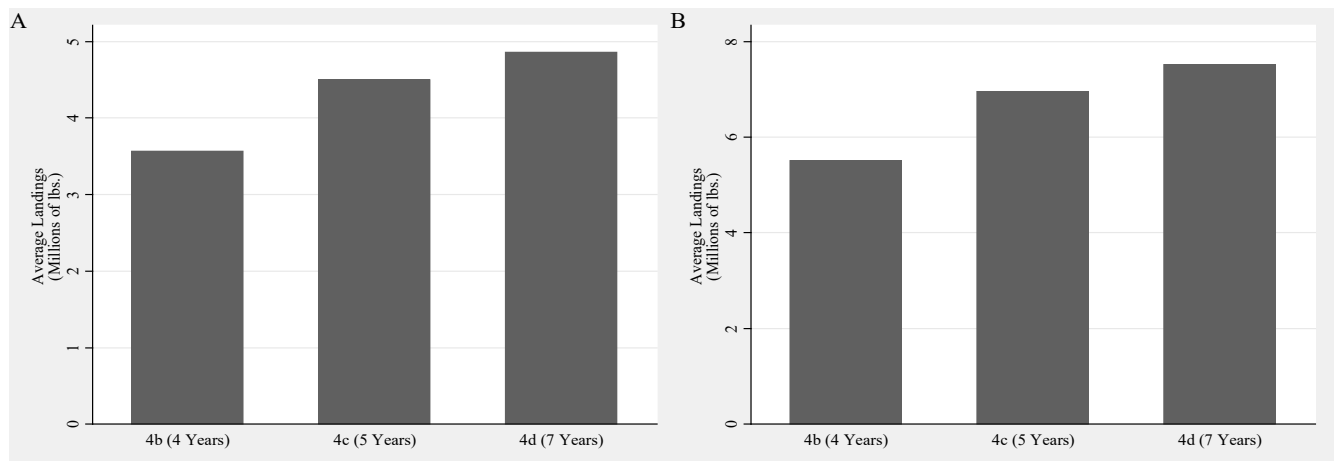 A
Average Landings
(Millions of lbs.)
5
4
3
2
1
0
4b (4 Years)
4c (5 Years)
4d (7 Years)
B
Average Landings
(Millions of lbs.)
8
6
4
2
0
4b (4 Years)
4c (5 Years)
4d (7 Years)